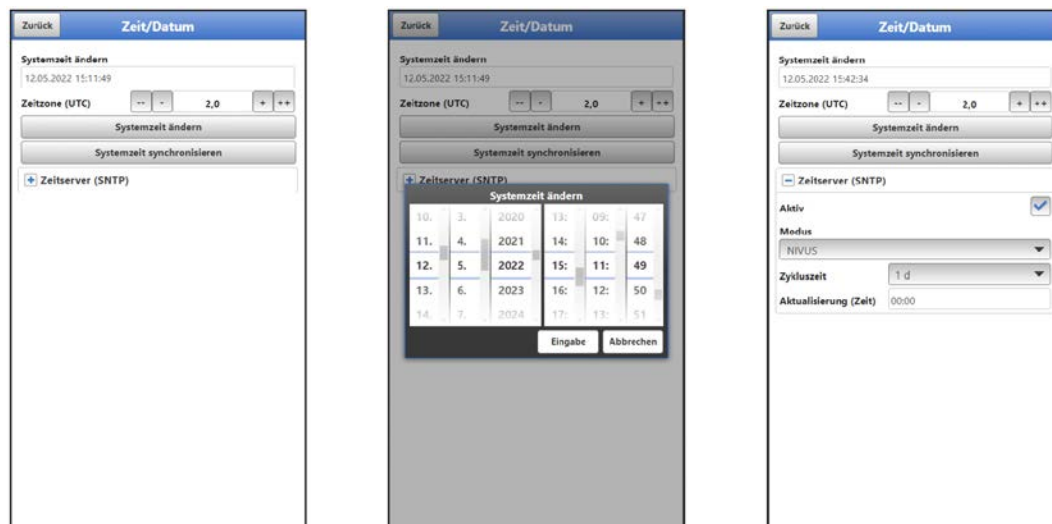 Zurück Zeit/Datum
Systemzeit ändern
12.05.2022 15:11:49
Zeitzone (UTC) -- - 2,0 + ++
Systemzeit ändern
Systemzeit synchronisieren
+ Zeitserver (SNTP)
Zurück Zeit/Datum
Systemzeit ändern
12.05.2022 15:11:49
Zeitzone (UTC) -- - 2,0 + ++
Systemzeit ändern
Systemzeit synchronisieren
+ Zeitserver (SNTP)
Systemzeit ändern
10. 3. 2020 13: 09: 47
11. 4. 2021 14: 10: 48
12. 5. 2022 15: 11: 49
13. 6. 2023 16: 12: 50
14. 7. 2024 17: 13: 51
Eingabe Abbrechen
Zurück Zeit/Datum
Systemzeit ändern
12.05.2022 15:42:34
Zeitzone (UTC) -- - 2,0 + ++
Systemzeit ändern
Systemzeit synchronisieren
− Zeitserver (SNTP)
Aktiv
Modus
NIVUS
Zykluszeit 1 d
Aktualisierung (Zeit) 00:00